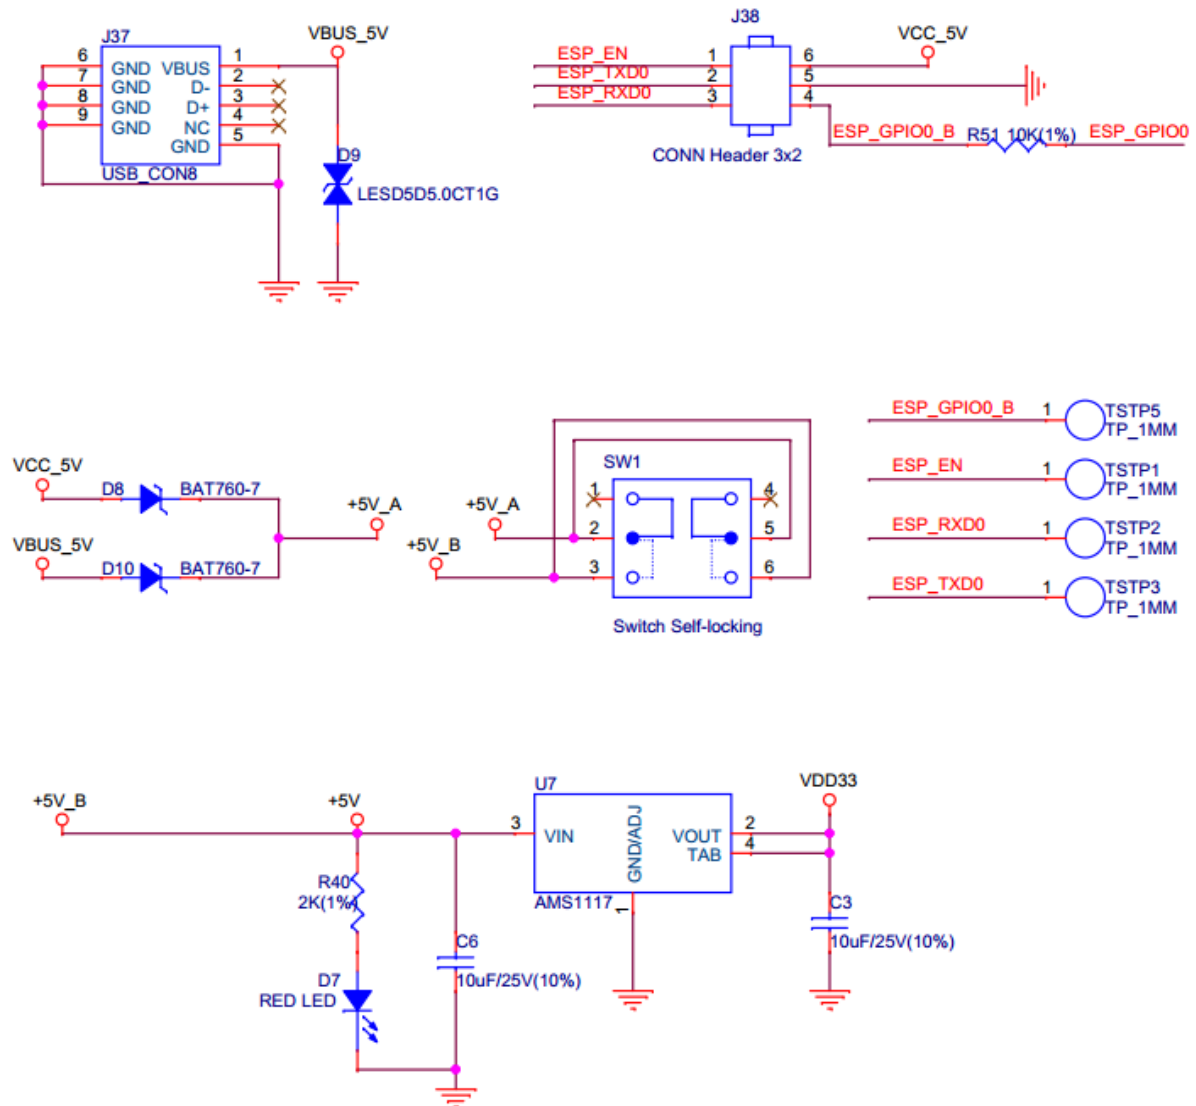 J37
VBUS_5V
6 GND VBUS 1
7 GND D- 2
8 GND D+ 3
9 GND NC 4
GND 5
USB_CON8
D9
LESD5D5.0CT1G
J38
VCC_5V
ESP_EN 1 6
ESP_TXD0 2 5
ESP_RXD0 3 4
CONN Header 3x2
ESP_GPIO0_B R51 10K(1%) ESP_GPIO0
VCC_5V
D8 BAT760-7
VBUS_5V
D10 BAT760-7
+5V_A
SW1
+5V_A
+5V_B
1 4
2 5
3 6
Switch Self-locking
ESP_GPIO0_B 1 TSTP5
TP_1MM
ESP_EN 1 TSTP1
TP_1MM
ESP_RXD0 1 TSTP2
TP_1MM
ESP_TXD0 1 TSTP3
TP_1MM
+5V_B
+5V
U7
VDD33
3 VIN GND/ADJ VOUT 2
TAB 4
AMS1117
1
R40
2K(1%)
C6
10uF/25V(10%)
D7
RED LED
C3
10uF/25V(10%)